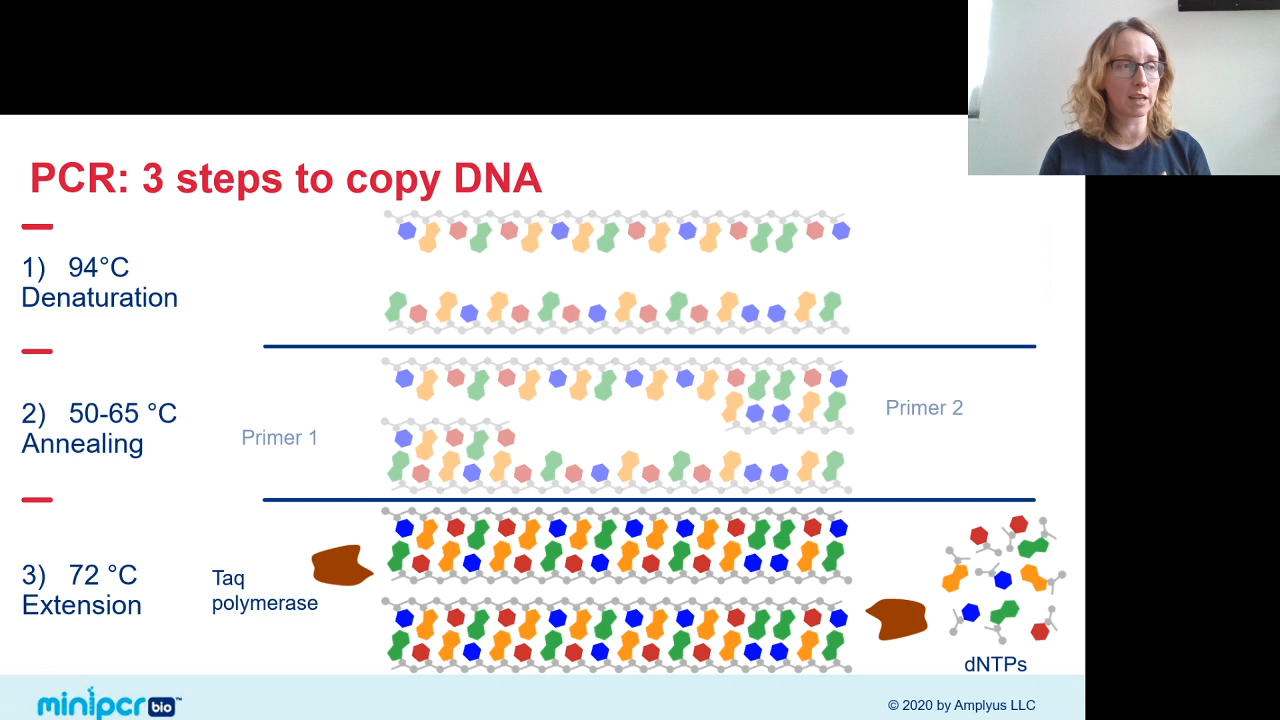 PCR: 3 steps to copy DNA
1) 94°C
Denaturation
2) 50-65 °C
Annealing
Primer 1
Primer 2
3) 72 °C
Extension
Taq
polymerase
dNTPs
minipcr bio™
© 2020 by Amplyus LLC